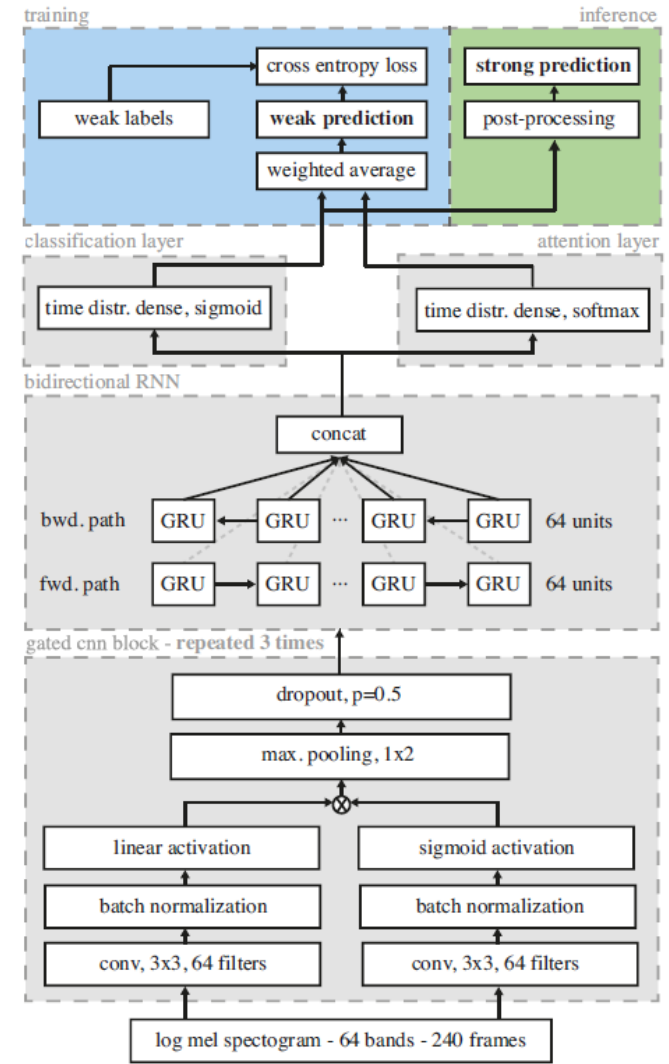 training
inference
cross entropy loss
strong prediction
weak labels
weak prediction
post-processing
weighted average
classification layer
attention layer
time distr. dense, sigmoid
time distr. dense, softmax
bidirectional RNN
concat
bwd. path
GRU
GRU
...
GRU
GRU
64 units
fwd. path
GRU
GRU
...
GRU
GRU
64 units
gated cnn block - repeated 3 times
dropout, p=0.5
max. pooling, 1x2
linear activation
sigmoid activation
batch normalization
batch normalization
conv, 3x3, 64 filters
conv, 3x3, 64 filters
log mel spectrogram - 64 bands - 240 frames